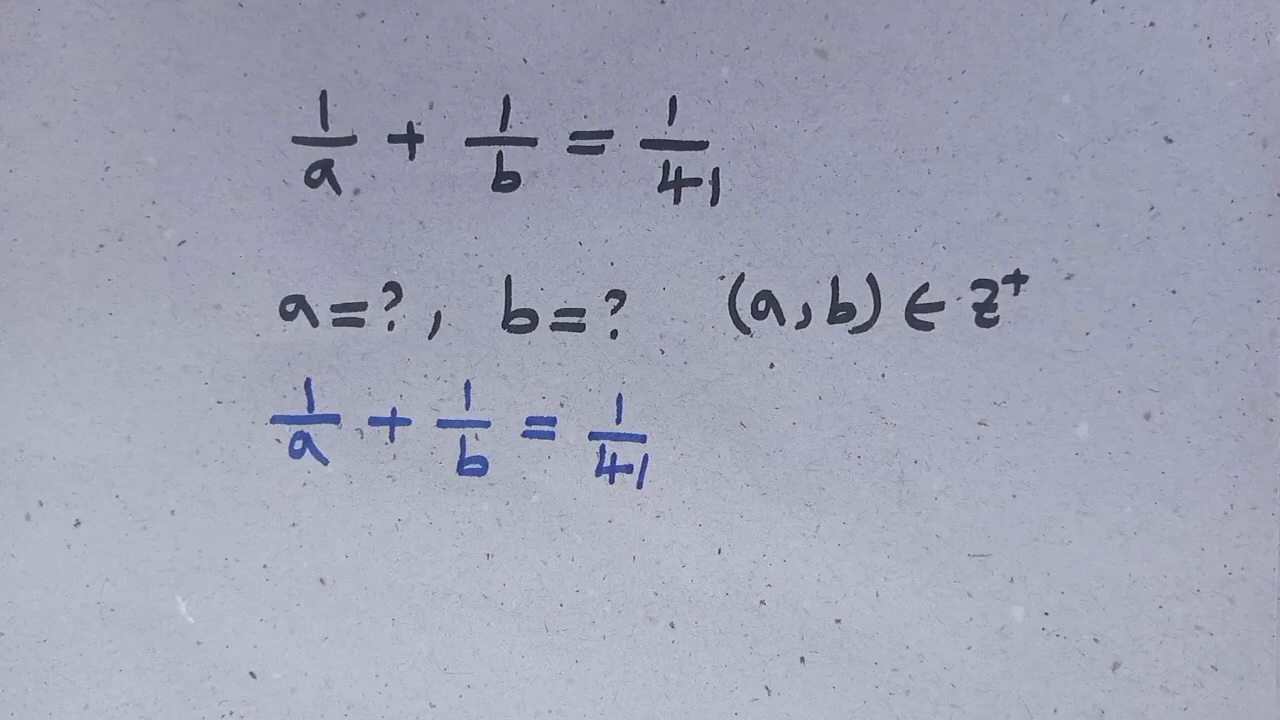 1/a + 1/b = 1/41
a=?, b=? (a,b) ∈ z⁺
1/a + 1/b = 1/41